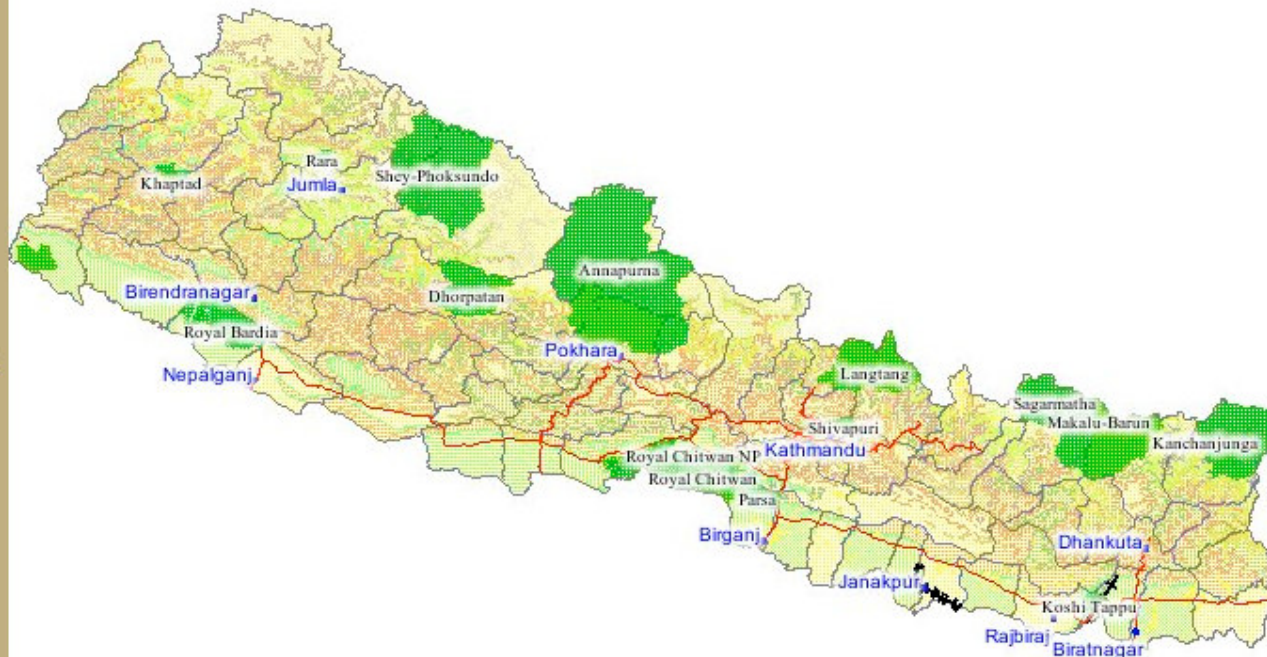 Rara
Shey-Phoksundo
Khaptad
Jumla
Annapurna
Birendranagar
Dhorpatan
Royal Bardia
Pokhara
Nepalganj
Langtang
Sagarmatha
Shivapuri
Makalu-Barun
Kanchanjunga
Royal Chitwan NP
Kathmandu
Royal Chitwan
Parsa
Birganj
Dhankuta
Janakpur
Koshi Tappu
Rajbiraj
Biratnagar